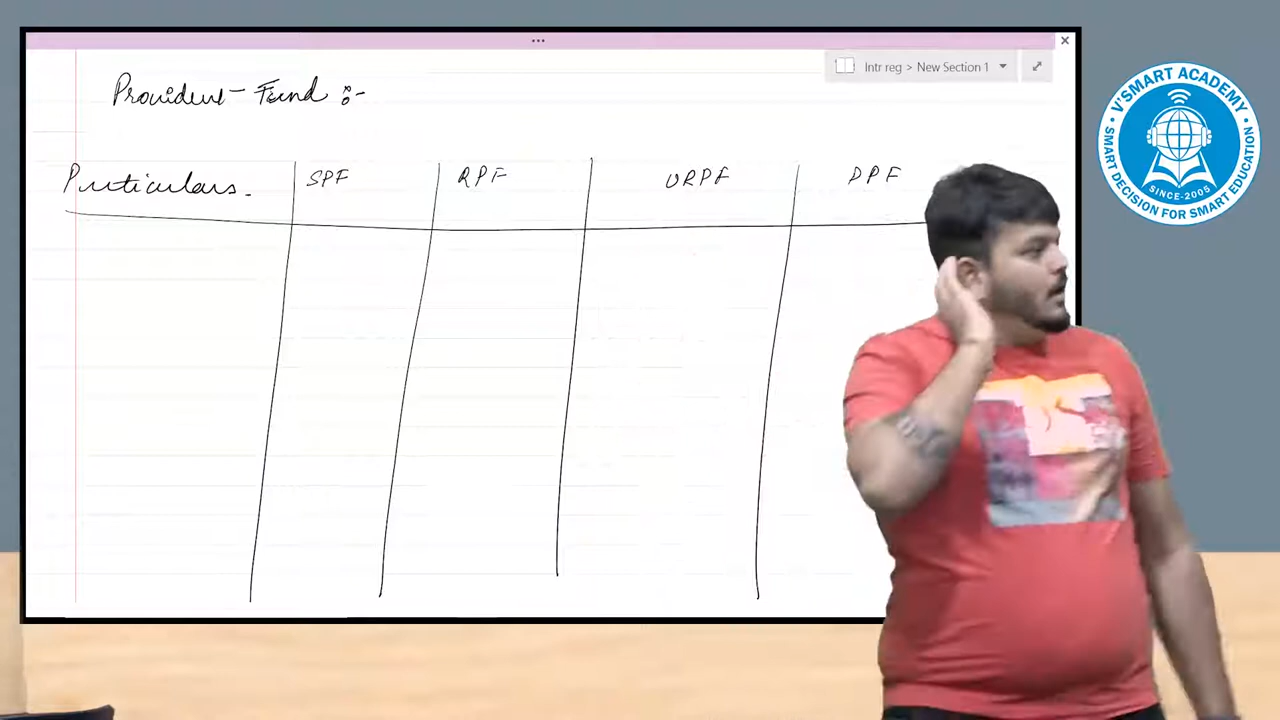 Intr reg > New Section 1
Provident - Fund :-
Particulars. SPF RPF URPF PPF
V'SMART ACADEMY
SINCE-2005
SMART DECISION FOR SMART EDUCATION